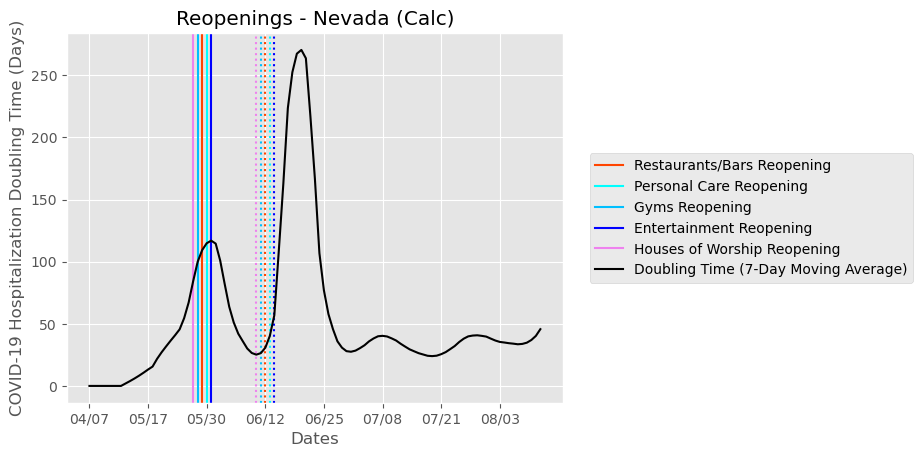 Reopenings - Nevada (Calc)
COVID-19 Hospitalization Doubling Time (Days)
250
200
150
100
50
0
04/07 05/17 05/30 06/12 06/25 07/08 07/21 08/03
Dates
Restaurants/Bars Reopening
Personal Care Reopening
Gyms Reopening
Entertainment Reopening
Houses of Worship Reopening
Doubling Time (7-Day Moving Average)